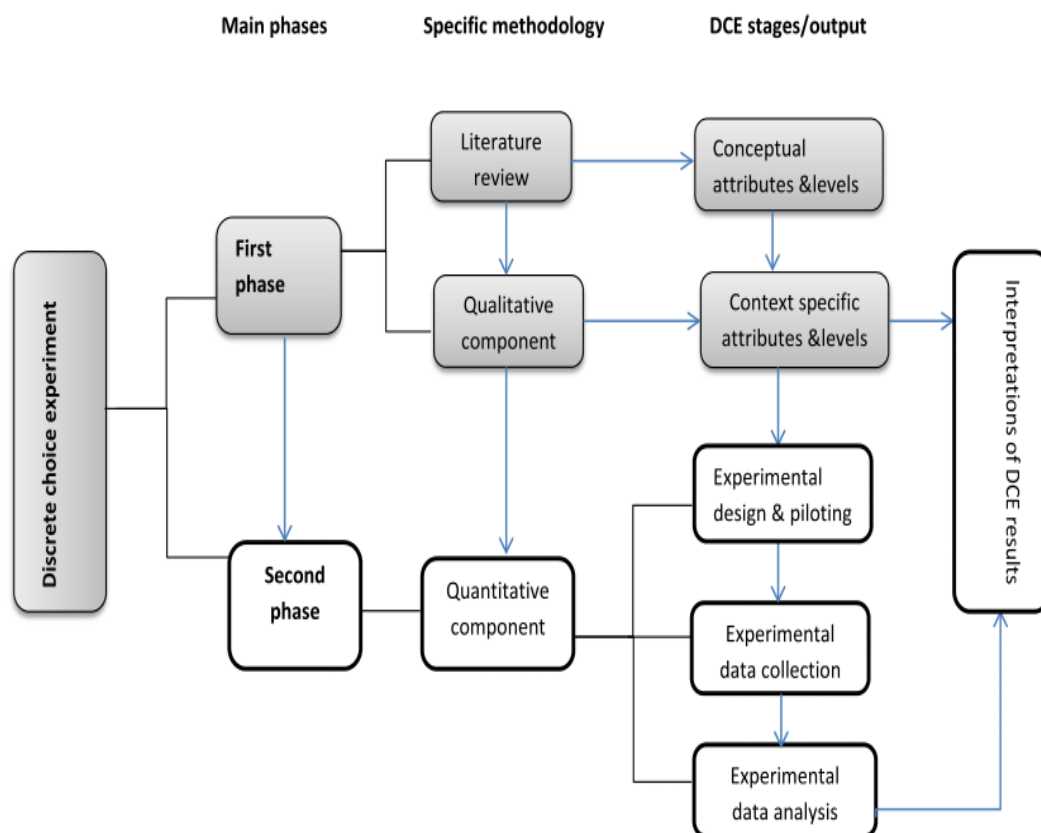 Main phases
Specific methodology
DCE stages/output
Literature
review
Conceptual
attributes &levels
First
phase
Qualitative
component
Context specific
attributes &levels
Discrete choice experiment
Interpretations of DCE results
Experimental
design & piloting
Second
phase
Quantitative
component
Experimental
data collection
Experimental
data analysis